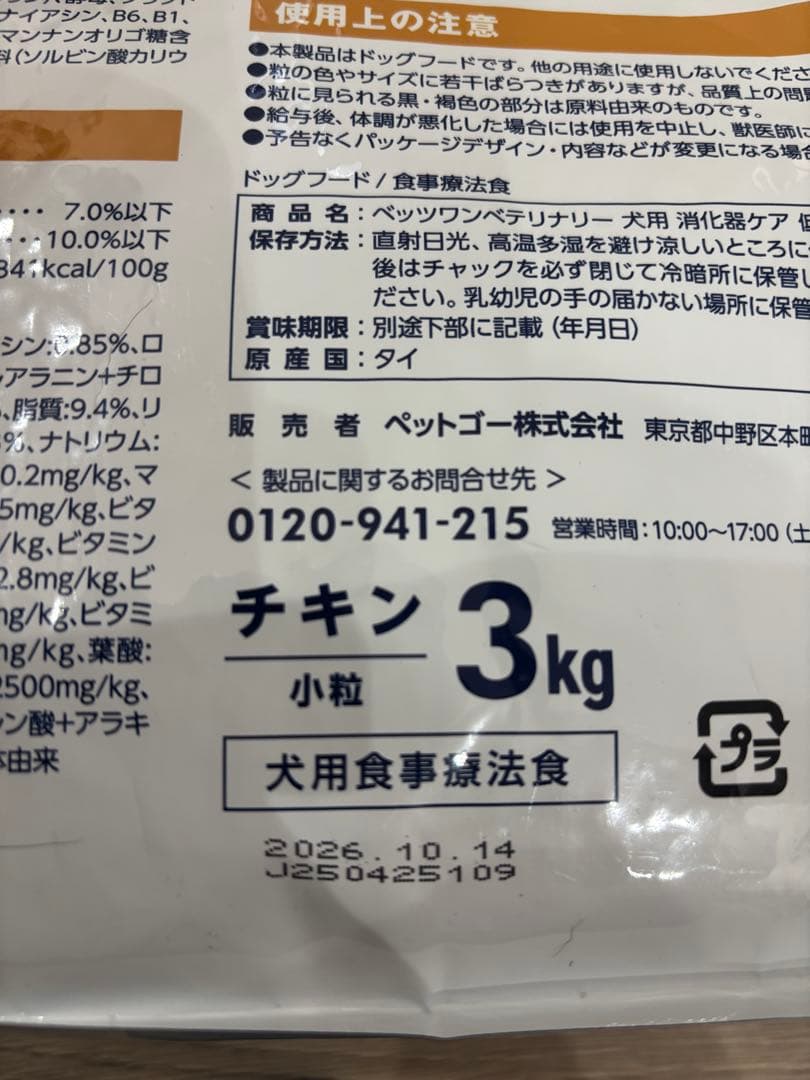 ナイアシン、B6、B1、
マンナンオリゴ糖含
料(ソルビン酸カリウ
7.0%以下
10.0%以下
341kcal/100g
シン:0.85%、ロ
アラニン+チロ
、脂質:9.4%、リ
%、ナトリウム:
0.2mg/kg、マ
5mg/kg、ビタ
/kg、ビタミン
2.8mg/kg、ビ
mg/kg、ビタミ
mg/kg、葉酸:
2500mg/kg、
ン酸+アラキ
由来
使用上の注意
●本製品はドッグフードです。他の用途に使用しないでくださ
●粒の色やサイズに若干ばらつきがありますが、品質上の問
●粒に見られる黒・褐色の部分は原料由来のものです。
●給与後、体調が悪化した場合には使用を中止し、獣医師に
●予告なくパッケージデザイン・内容などが変更になる場合
ドッグフード/食事療法食
商品名:ベッツワンベテリナリー 犬用 消化器ケア 低
保存方法:直射日光、高温多湿を避け涼しいところに
後はチャックを必ず閉じて冷暗所に保管し
ださい。乳幼児の手の届かない場所に保管
賞味期限:別途下部に記載(年月日)
原産国:タイ
販売者 ペットゴー株式会社 東京都中野区本町
<製品に関するお問合せ先>
0120-941-215 営業時間:10:00~17:00(土
チキン 3kg
小粒
プラ
犬用食事療法食
2026.10.14
J250425109